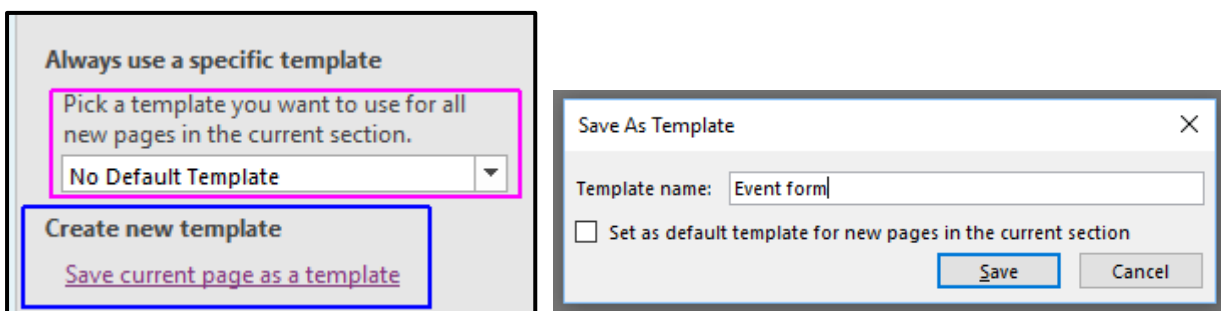 Always use a specific template
Pick a template you want to use for all
new pages in the current section.
No Default Template
Create new template
Save current page as a template
Save As Template
Template name: Event form
Set as default template for new pages in the current section
Save Cancel